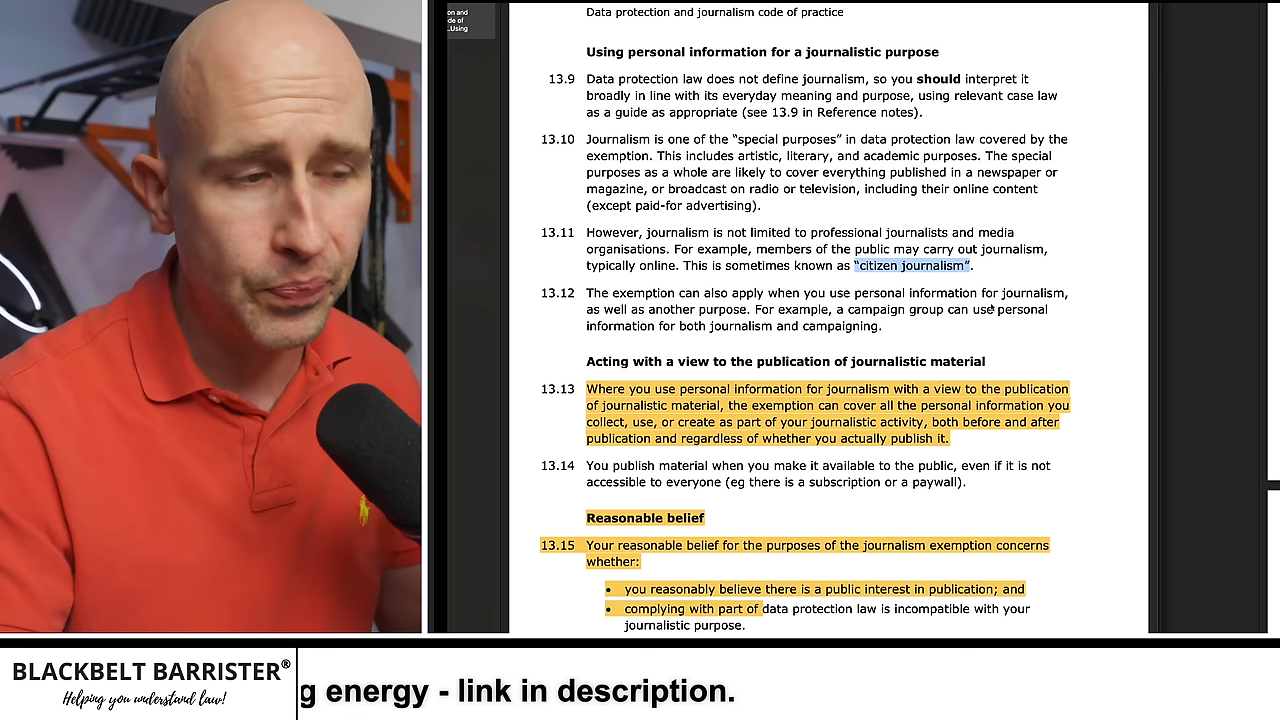 on and
de of
...Using
Data protection and journalism code of practice
Using personal information for a journalistic purpose
13.9 Data protection law does not define journalism, so you should interpret it
broadly in line with its everyday meaning and purpose, using relevant case law
as a guide as appropriate (see 13.9 in Reference notes).
13.10 Journalism is one of the “special purposes” in data protection law covered by the
exemption. This includes artistic, literary, and academic purposes. The special
purposes as a whole are likely to cover everything published in a newspaper or
magazine, or broadcast on radio or television, including their online content
(except paid-for advertising).
13.11 However, journalism is not limited to professional journalists and media
organisations. For example, members of the public may carry out journalism,
typically online. This is sometimes known as “citizen journalism”.
13.12 The exemption can also apply when you use personal information for journalism,
as well as another purpose. For example, a campaign group can use personal
information for both journalism and campaigning.
Acting with a view to the publication of journalistic material
13.13 Where you use personal information for journalism with a view to the publication
of journalistic material, the exemption can cover all the personal information you
collect, use, or create as part of your journalistic activity, both before and after
publication and regardless of whether you actually publish it.
13.14 You publish material when you make it available to the public, even if it is not
accessible to everyone (eg there is a subscription or a paywall).
Reasonable belief
13.15 Your reasonable belief for the purposes of the journalism exemption concerns
whether:
• you reasonably believe there is a public interest in publication; and
• complying with part of data protection law is incompatible with your
journalistic purpose.
BLACKBELT BARRISTER®
Helping you understand law!
g energy - link in description.